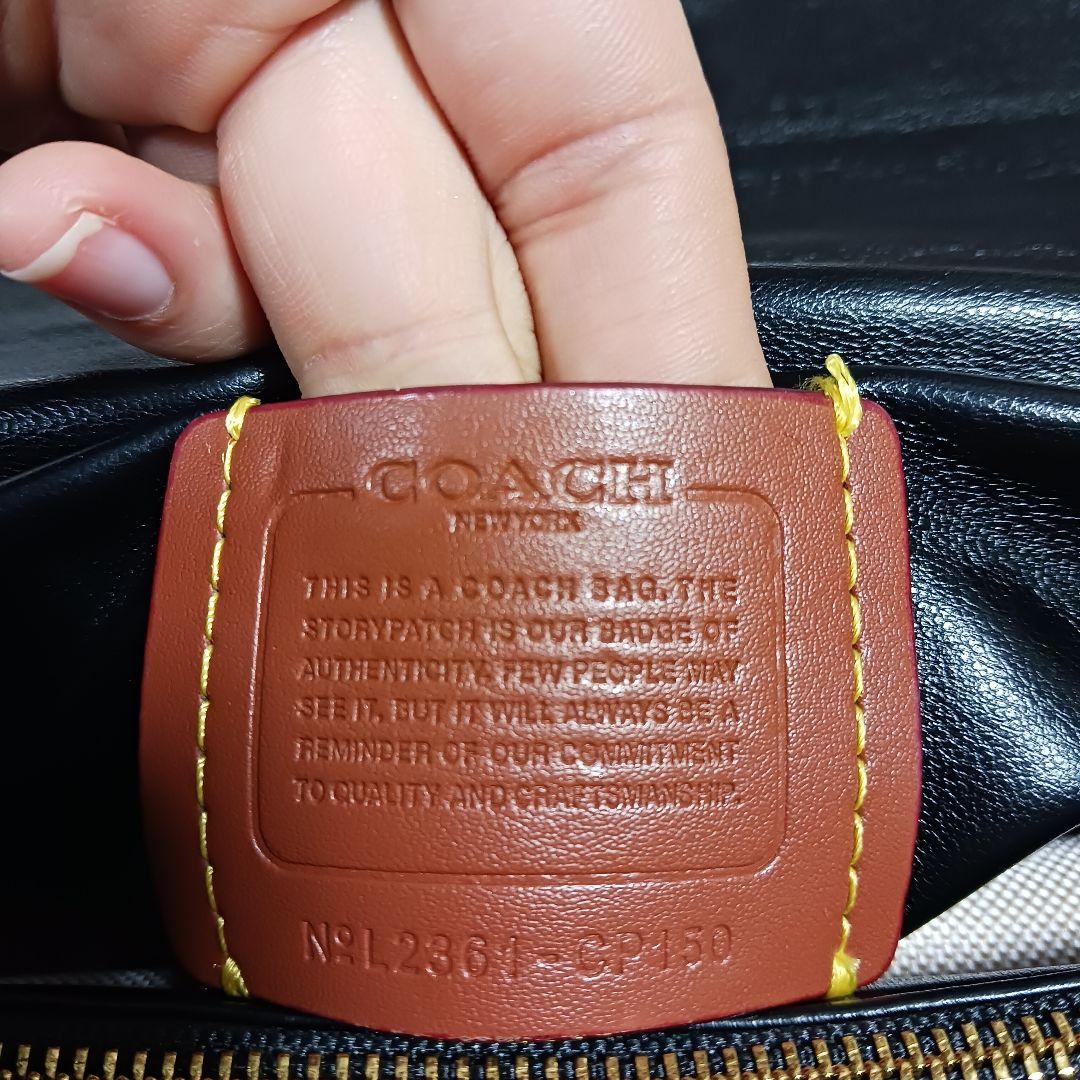 COACH
NEW YORK
THIS IS A COACH BAG. THE
STORYPATCH IS OUR BADGE OF
AUTHENTICITY. A FEW PEOPLE MAY
SEE IT, BUT IT WILL ALWAYS BE A
REMINDER OF OUR COMMITMENT
TO QUALITY AND CRAFTSMANSHIP.
NºL2361-CP150